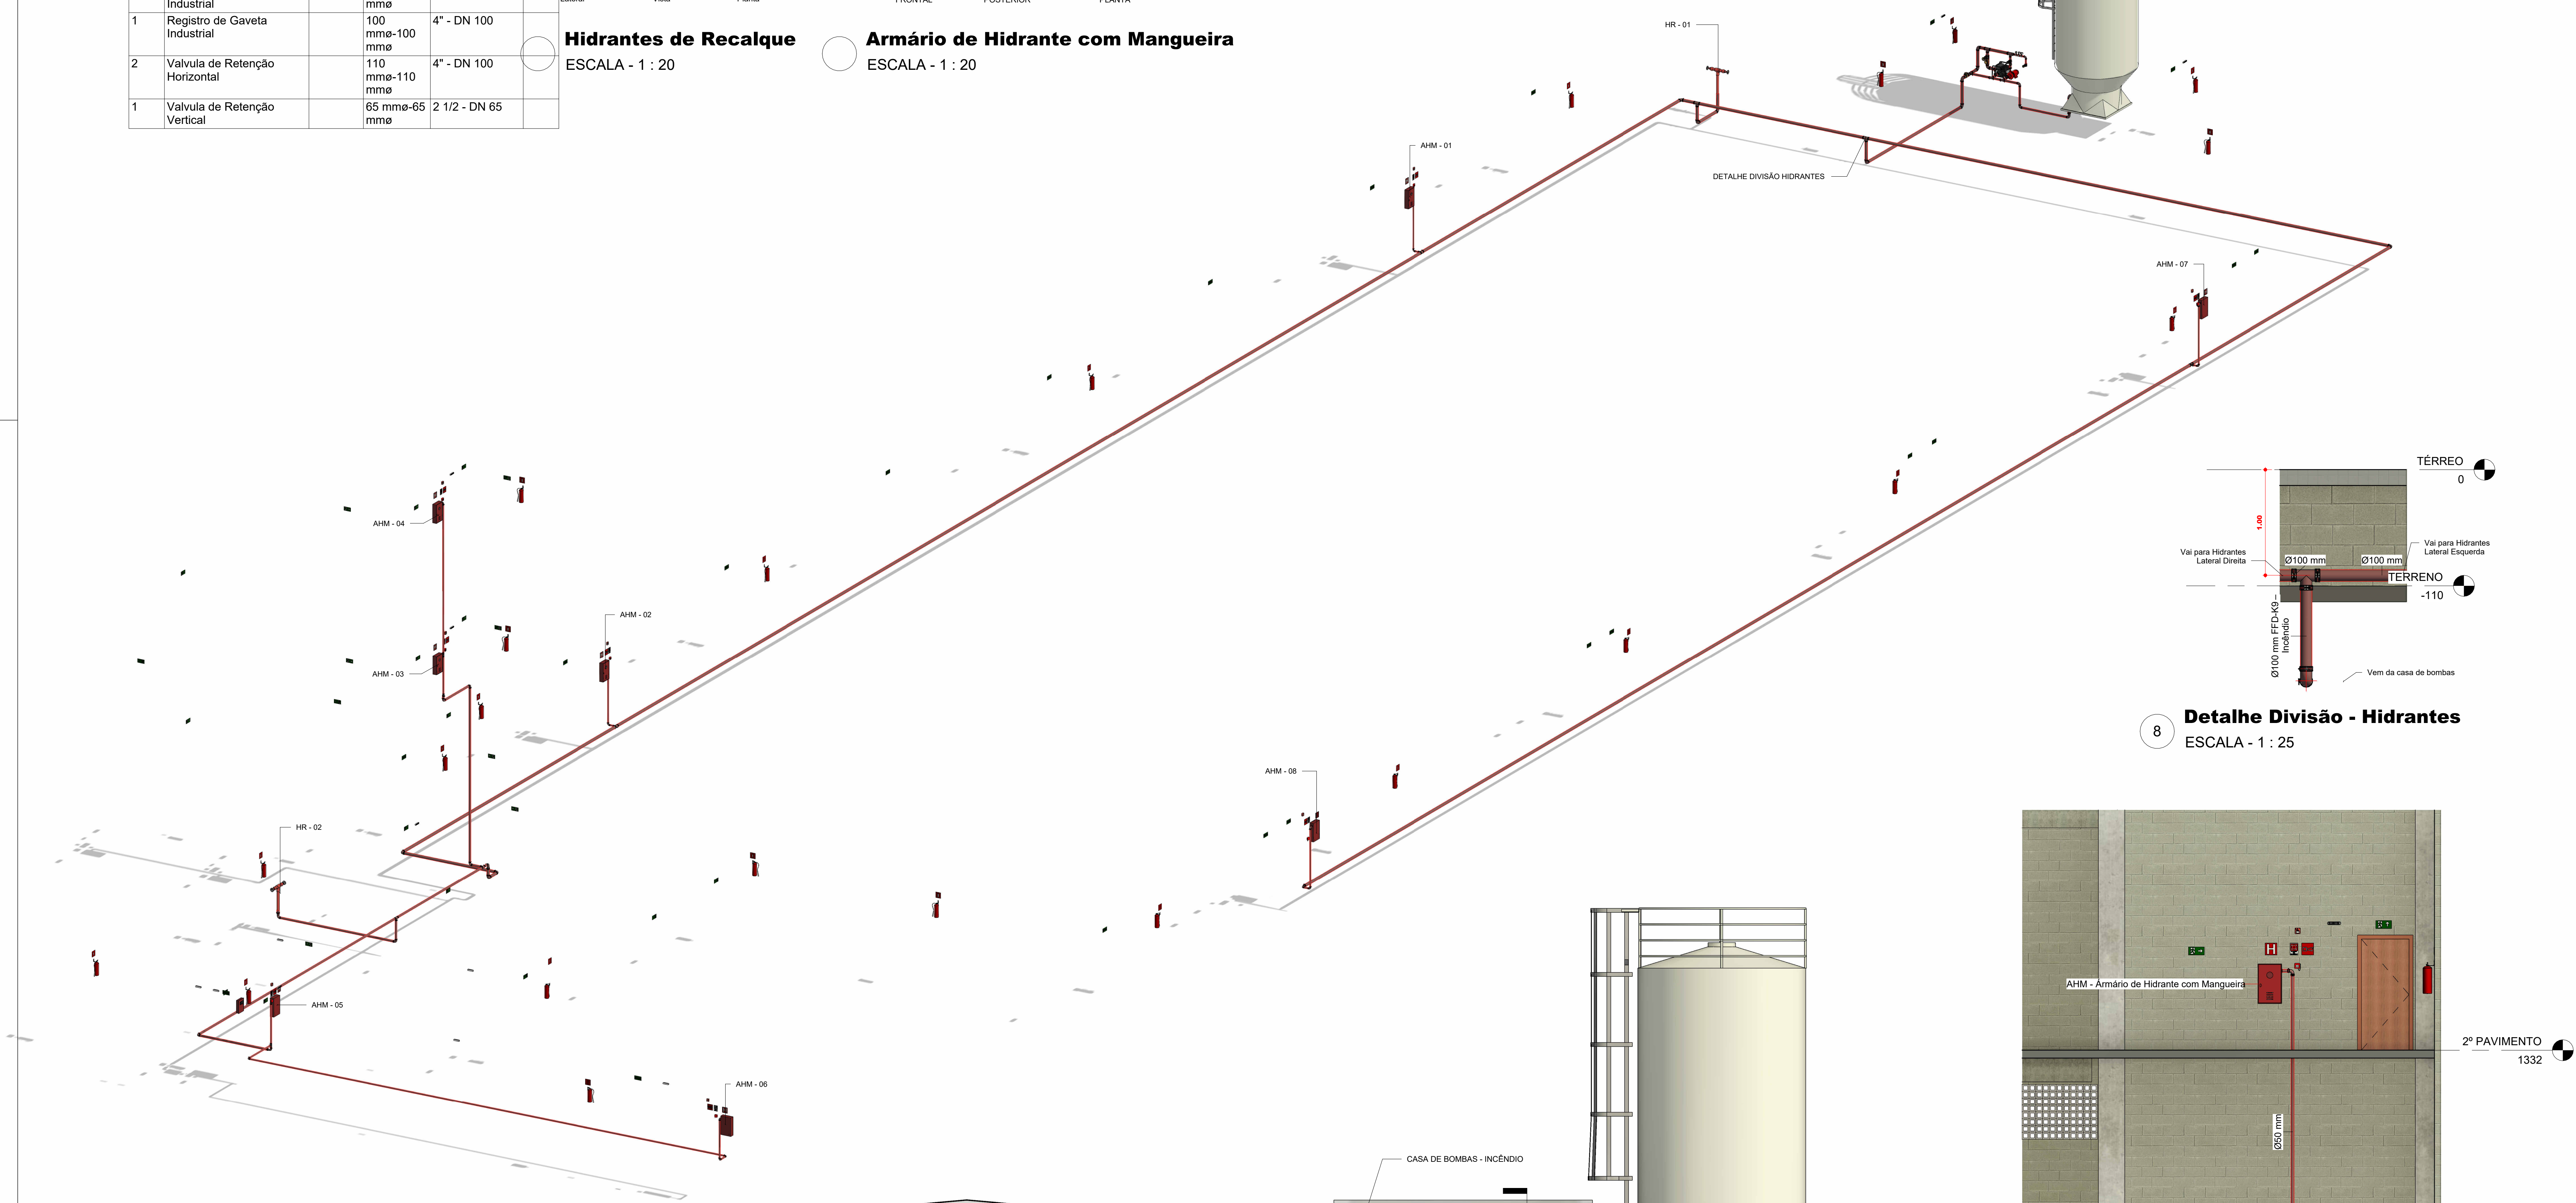 Industrial
mmø
1
Registro de Gaveta
Industrial
100
mmø-100
mmø
4" - DN 100
2
Valvula de Retenção
Horizontal
110
mmø-110
mmø
4" - DN 100
1
Valvula de Retenção
Vertical
65 mmø-65
mmø
2 1/2 - DN 65
Lateral
Vista
Planta
FRONTAL
POSTERIOR
PLANTA
Hidrantes de Recalque
ESCALA - 1 : 20
Armário de Hidrante com Mangueira
ESCALA - 1 : 20
HR - 01
AHM - 01
DETALHE DIVISÃO HIDRANTES
AHM - 07
AHM - 04
AHM - 03
AHM - 02
AHM - 08
HR - 02
AHM - 05
AHM - 06
TÉRREO
0
1.00
Vai para Hidrantes
Lateral Direita
Ø100 mm
Ø100 mm
Vai para Hidrantes
Lateral Esquerda
TERRENO
-110
Ø100 mm FFD-K9 –
Incêndio
Vem da casa de bombas
8
Detalhe Divisão - Hidrantes
ESCALA - 1 : 25
AHM - Armário de Hidrante com Mangueira
H
2º PAVIMENTO
1332
Ø50 mm
CASA DE BOMBAS - INCÊNDIO